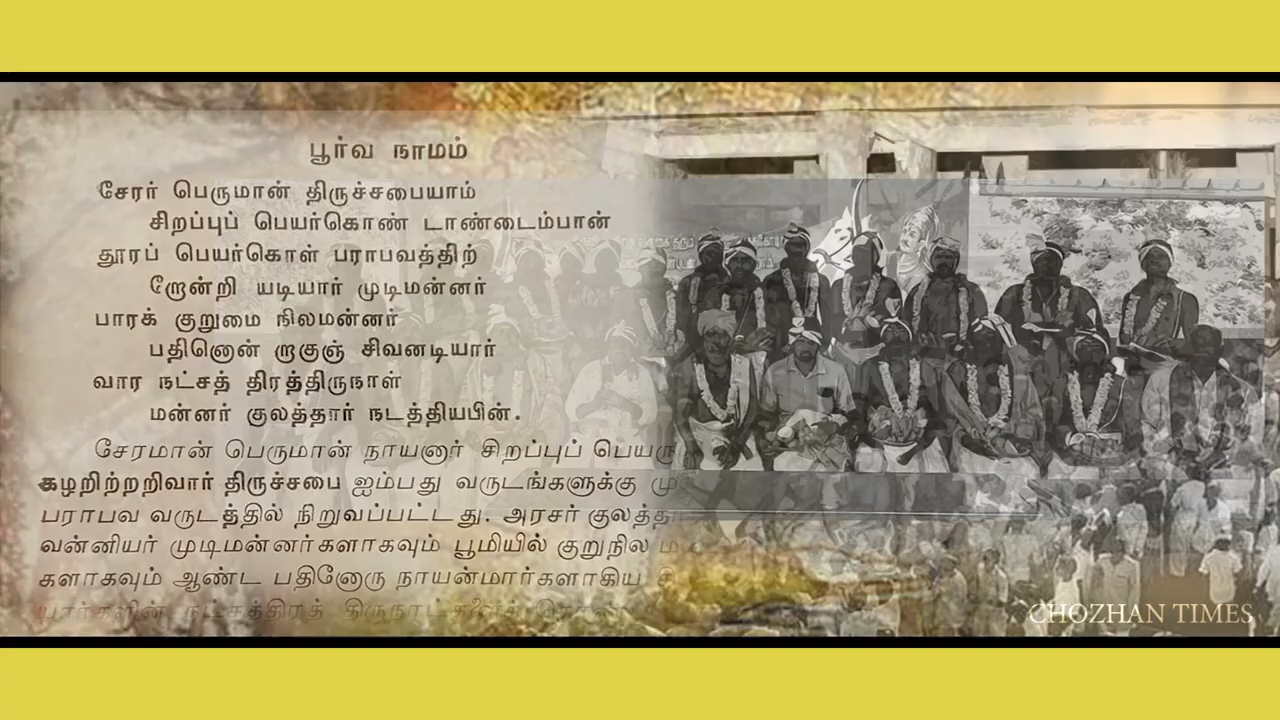 பூர்வ நாமம்
சேரர் பெருமான் திருச்சபையாம்
சிறப்புப் பெயர்கொண் டாண்டைம்பான்
தூரப் பெயர்கொள் பராபவத்திற்
றோன்றி யடியார் முடிமன்னர்
பாரக் குறுமை நிலமன்னர்
பதினொன் றாகுஞ் சிவனடியார்
வார நட்சத் திரத்திருநாள்
மன்னர் குலத்தார் நடத்தியபின்.
சேரமான் பெருமான் நாயனார் சிறப்புப்
கழறிற்றறிவார் திருச்சபை ஐம்பது வருடங்களுக்கு
பராபவ வருடத்தில் நிறுவப்பட்டது. அரசர்
வன்னியர் முடிமன்னர்களாகவும் பூமியில் குறுநில
களாகவும் ஆண்ட பதினோரு நாயன்மார்களாகிய
CHOZHAN TIMES